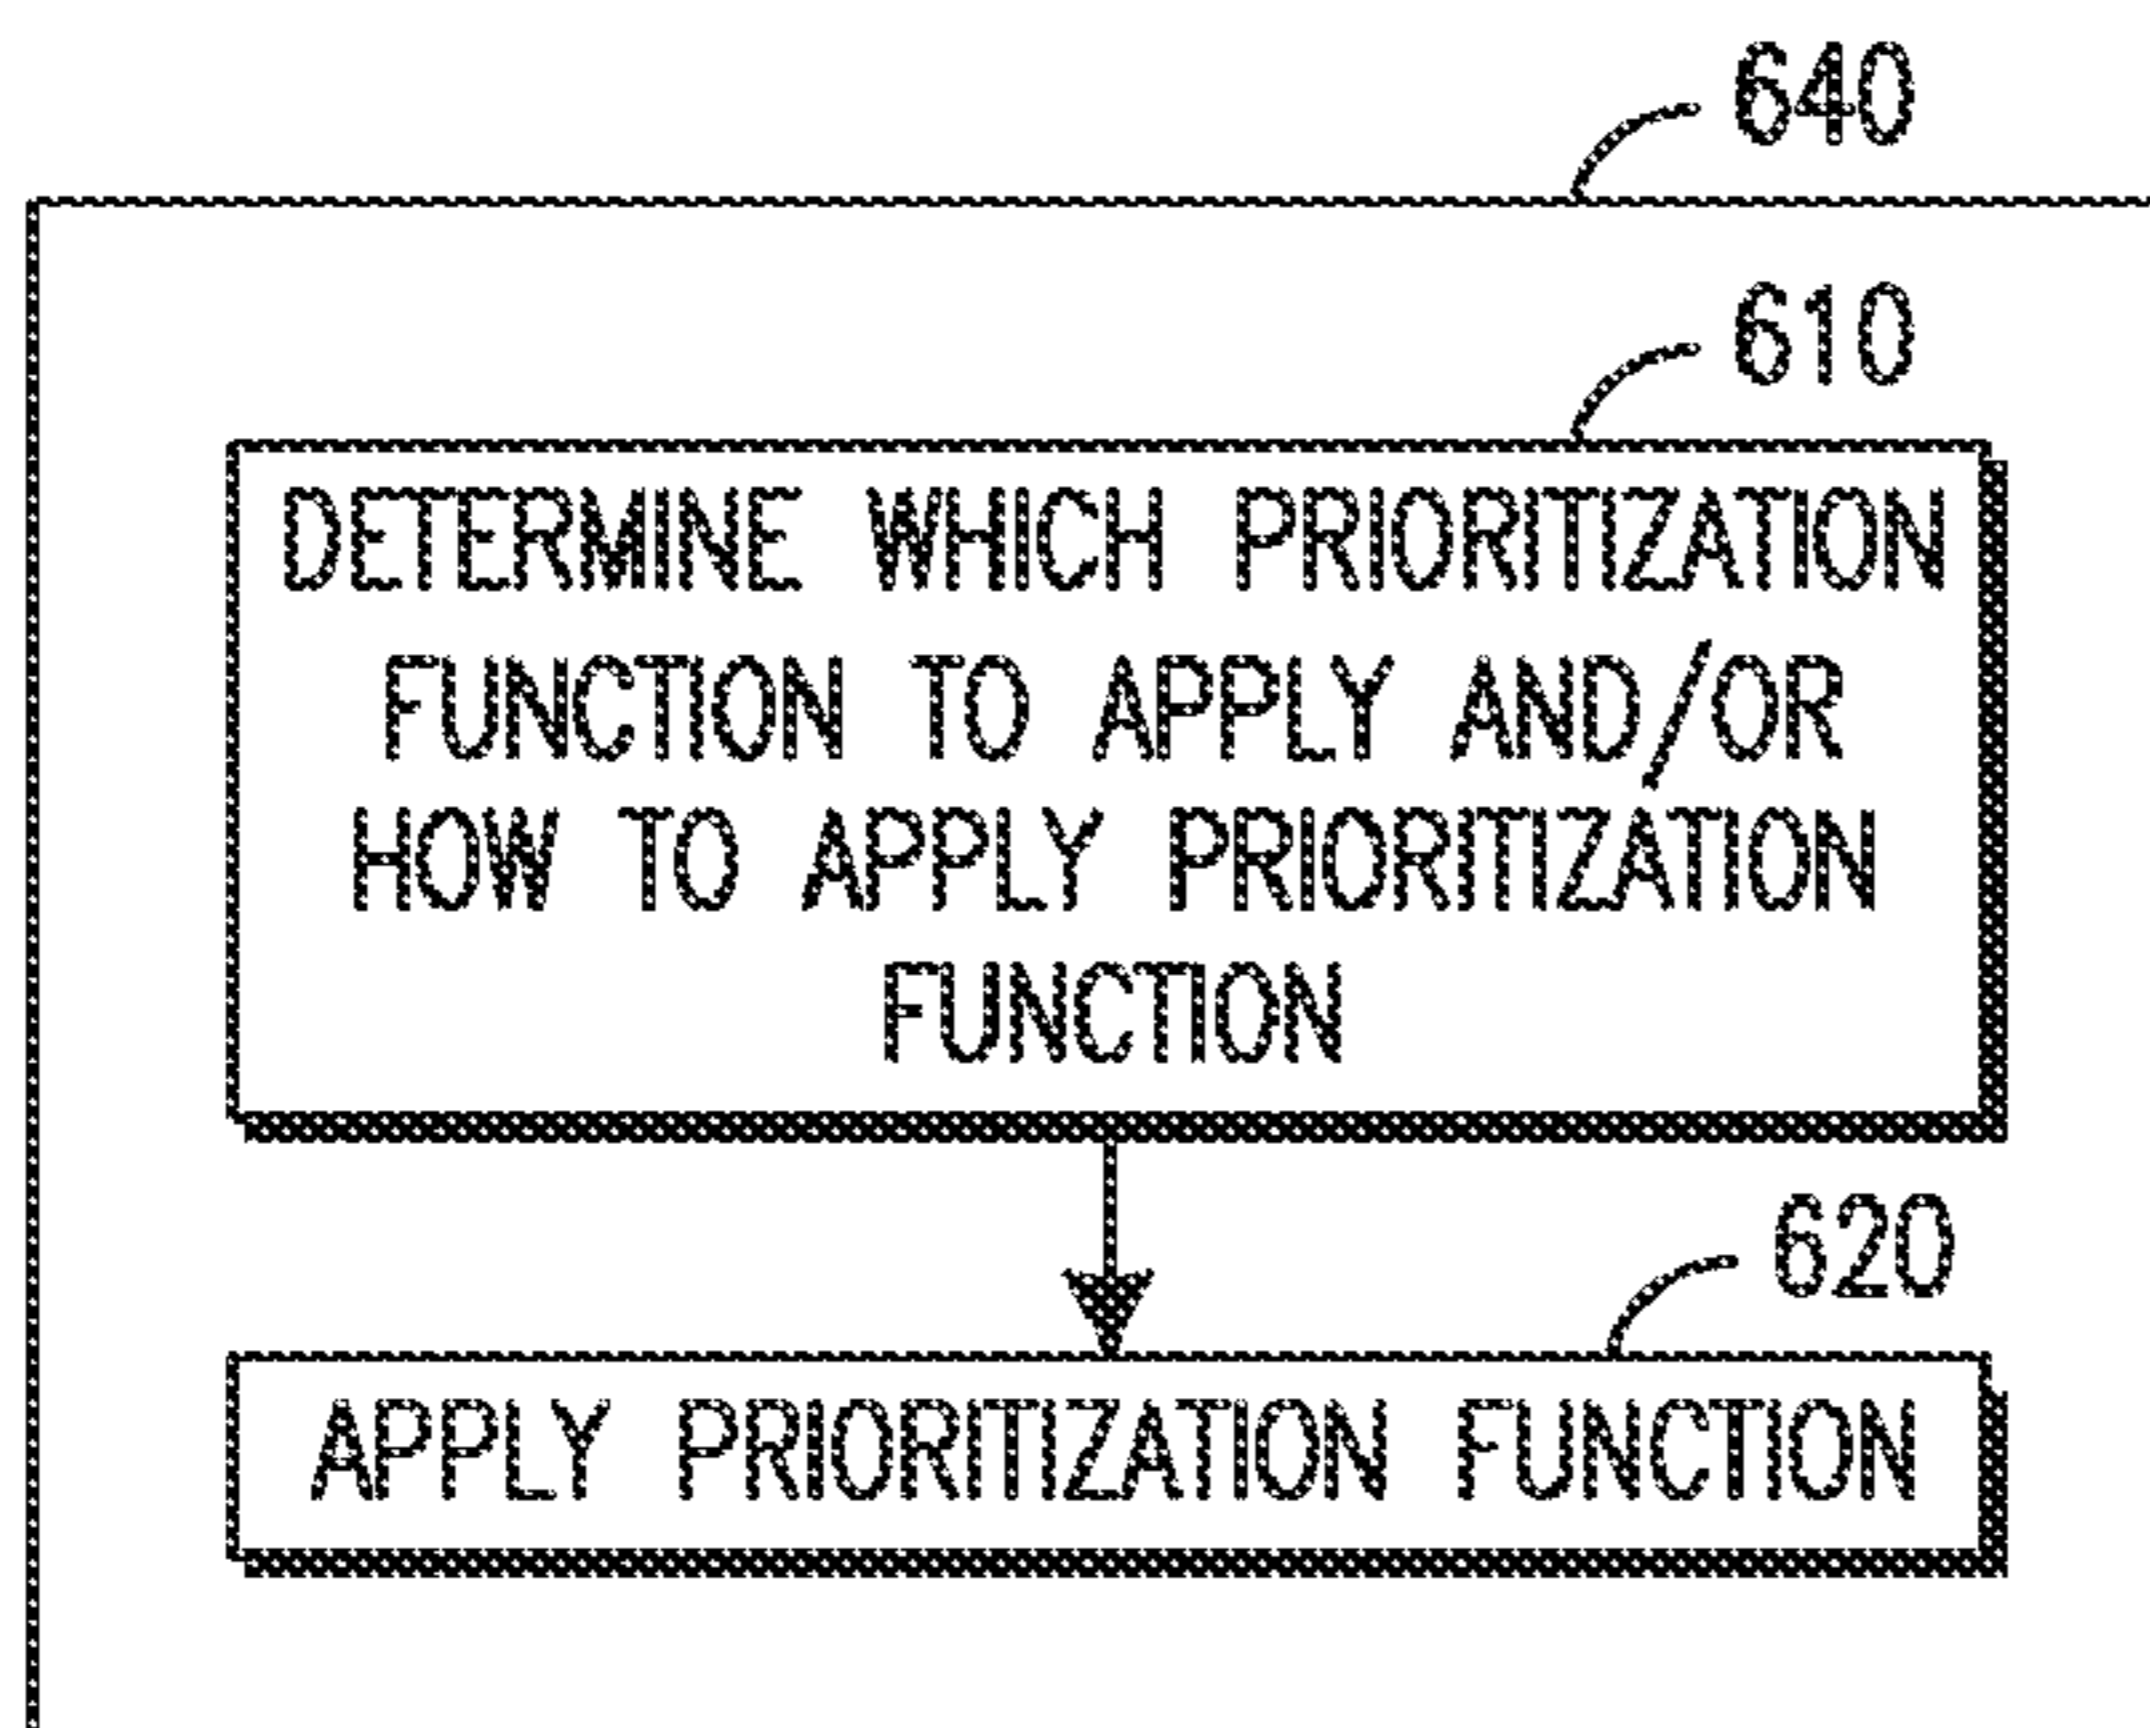 640
610
DETERMINE WHICH PRIORITIZATION
FUNCTION TO APPLY AND/OR
HOW TO APPLY PRIORITIZATION
FUNCTION
620
APPLY PRIORITIZATION FUNCTION